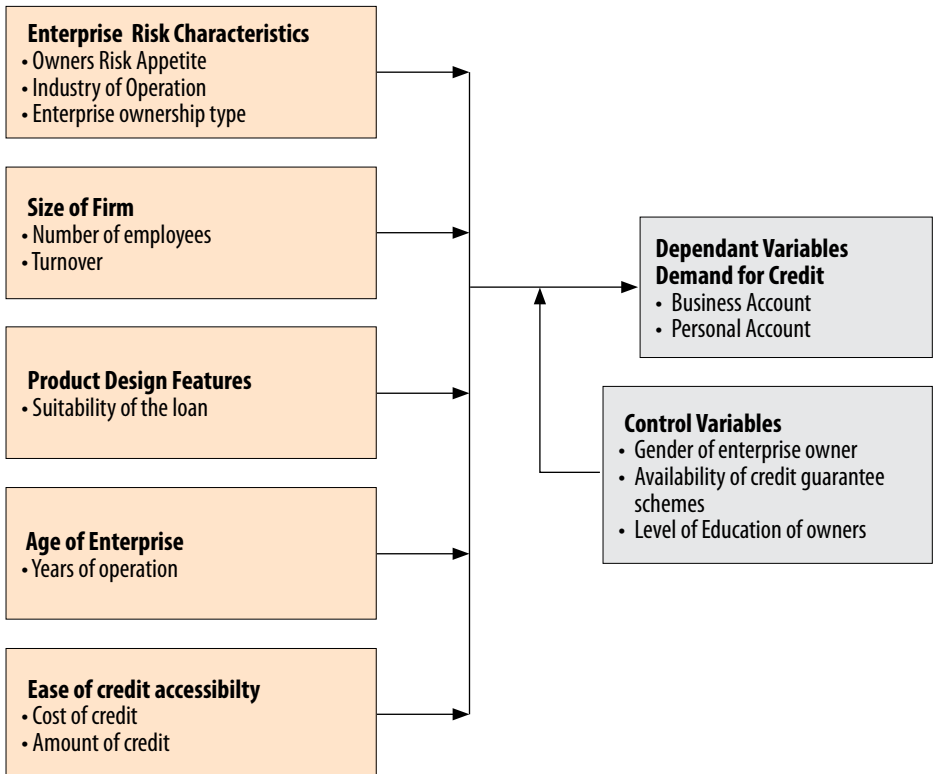 Enterprise Risk Characteristics
• Owners Risk Appetite
• Industry of Operation
• Enterprise ownership type
Size of Firm
• Number of employees
• Turnover
Product Design Features
• Suitability of the loan
Age of Enterprise
• Years of operation
Ease of credit accessibilty
• Cost of credit
• Amount of credit
Dependant Variables
Demand for Credit
• Business Account
• Personal Account
Control Variables
• Gender of enterprise owner
• Availability of credit guarantee
schemes
• Level of Education of owners